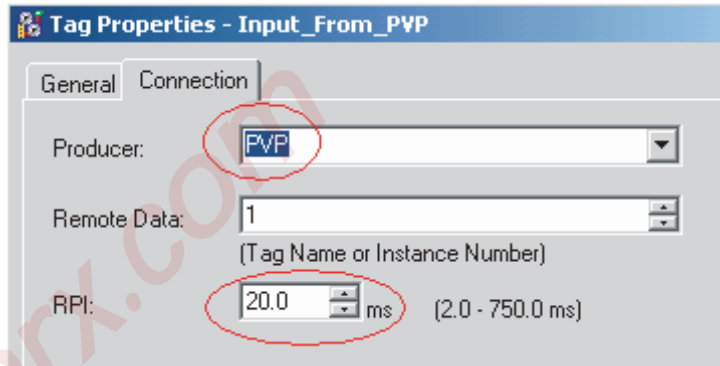 Tag Properties - Input_From_PVP
General Connection
Producer: PVP
Remote Data: 1
(Tag Name or Instance Number)
RPI: 20.0 ms (2.0 - 750.0 ms)